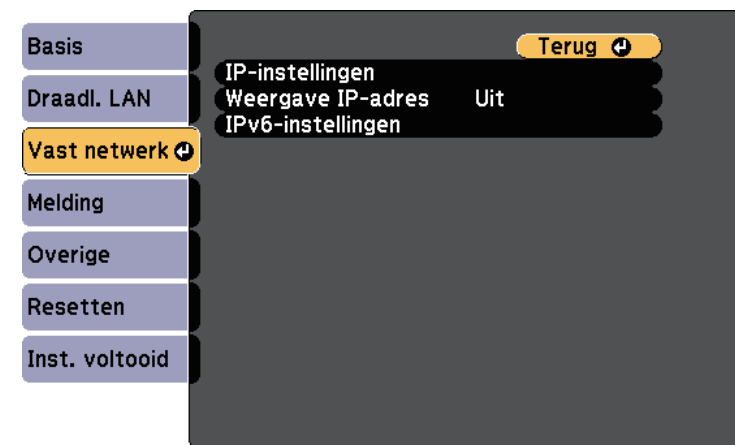 Basis
Draadl. LAN
Vast netwerk
Melding
Overige
Resetten
Inst. voltooid
Terug
IP-instellingen
Weergave IP-adres Uit
IPv6-instellingen